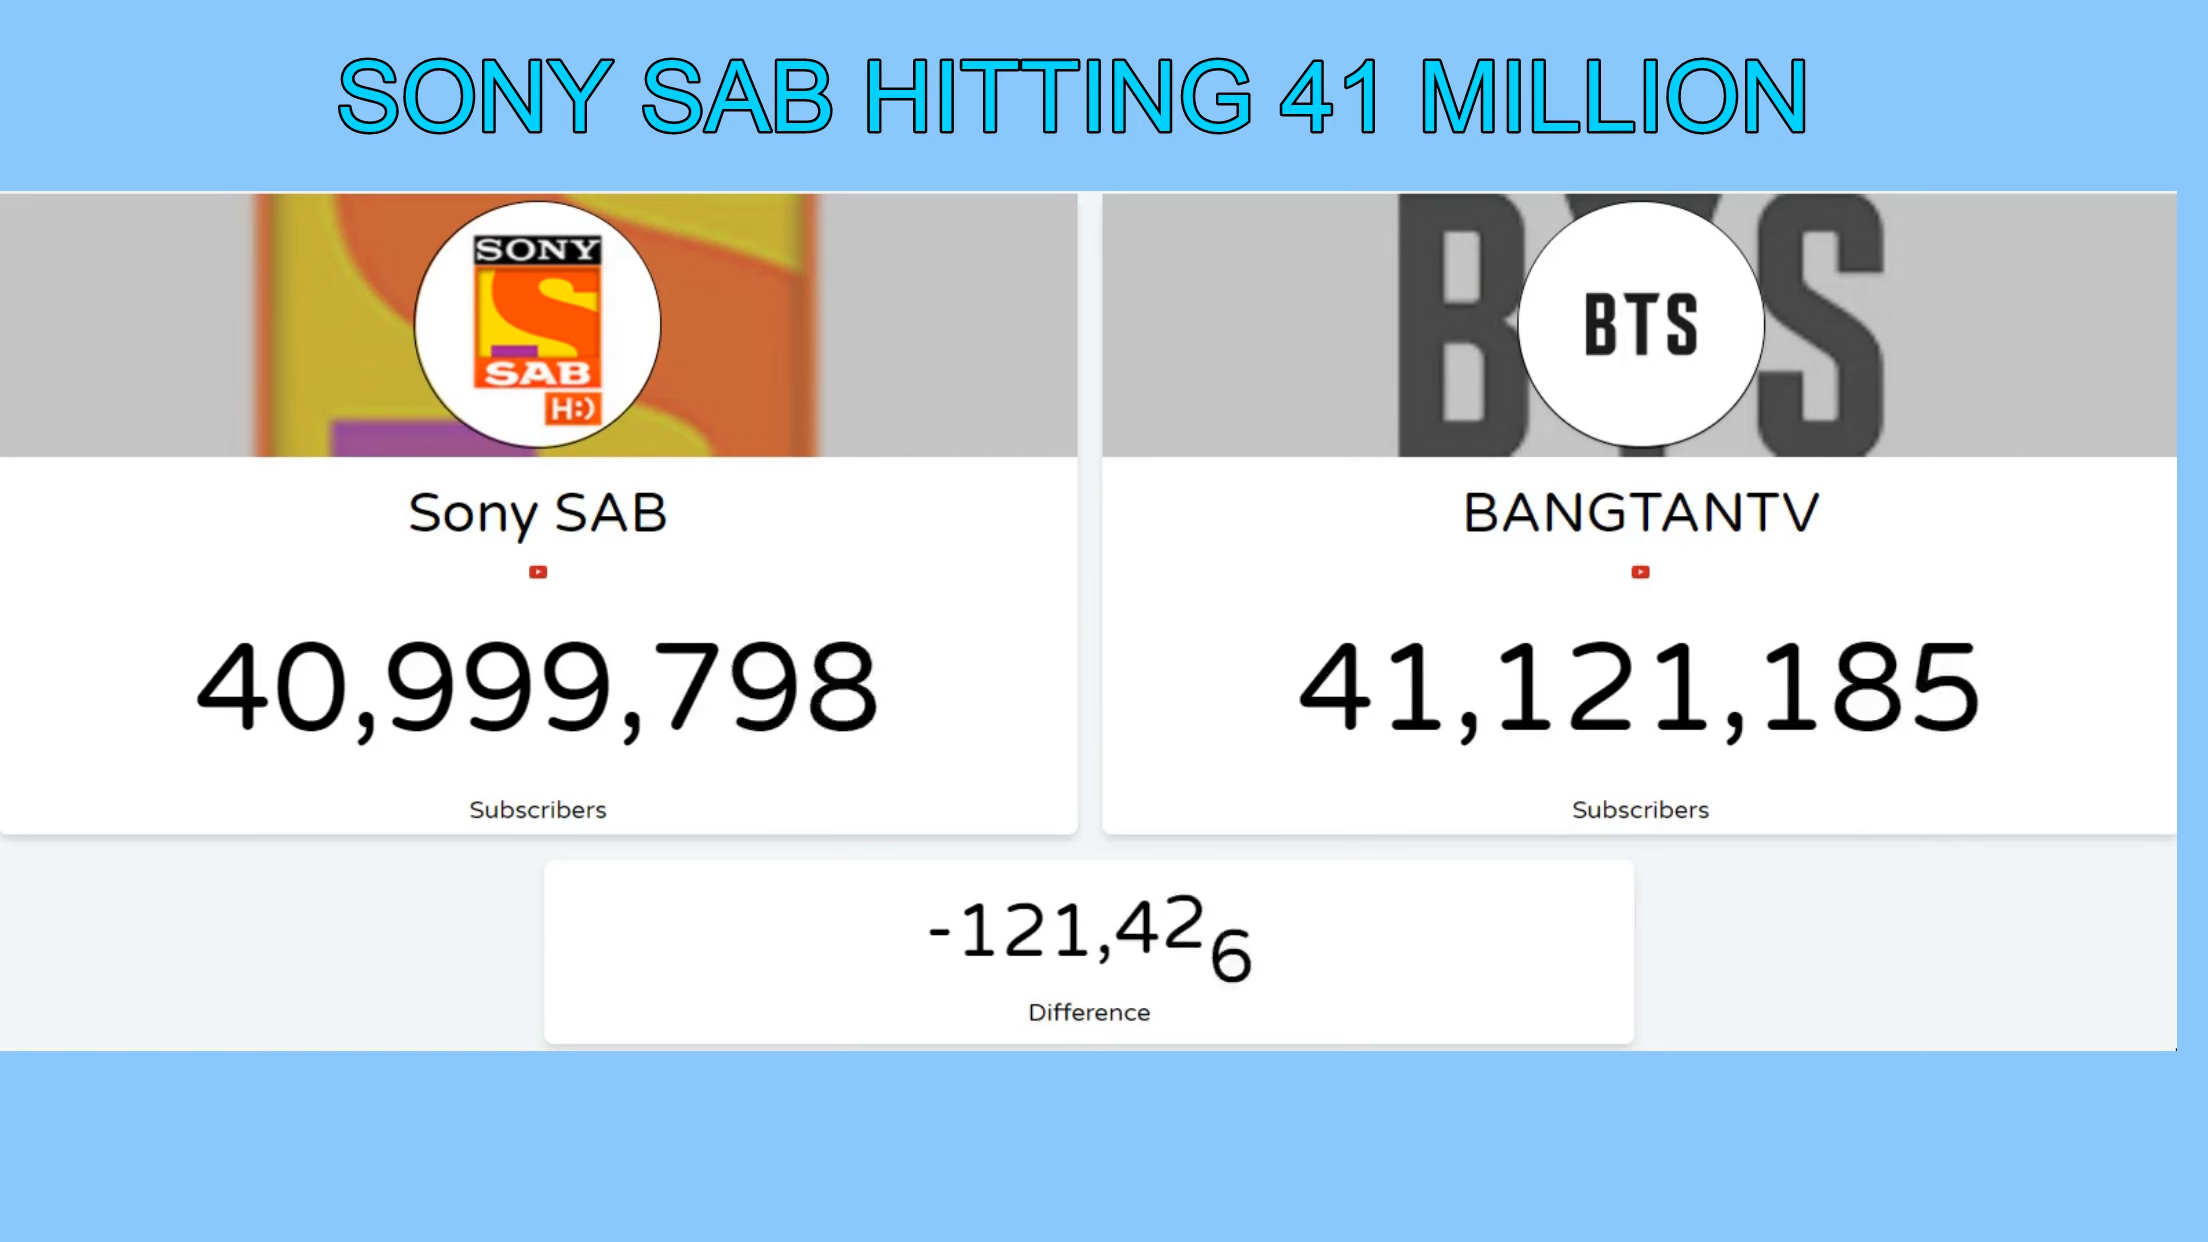 SONY SAB HITTING 41 MILLION
SONY
SAB
H:)
BTS
BTS
Sony SAB
BANGTANTV
40,999,798
41,121,185
Subscribers
Subscribers
-121,426
Difference